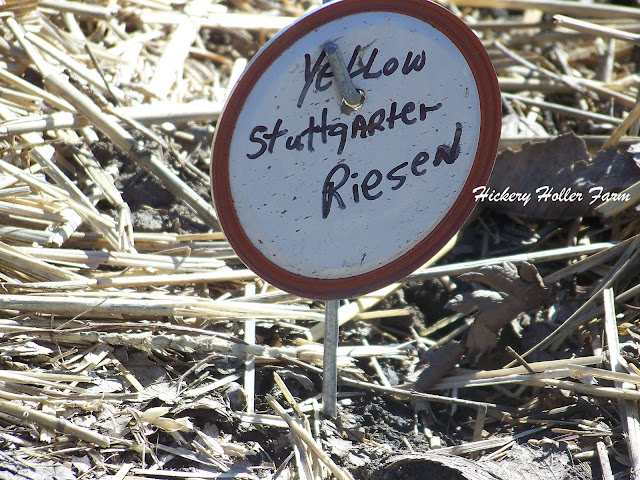 Yellow
Stuttgarter
Riesen
Hickery Holler Farm